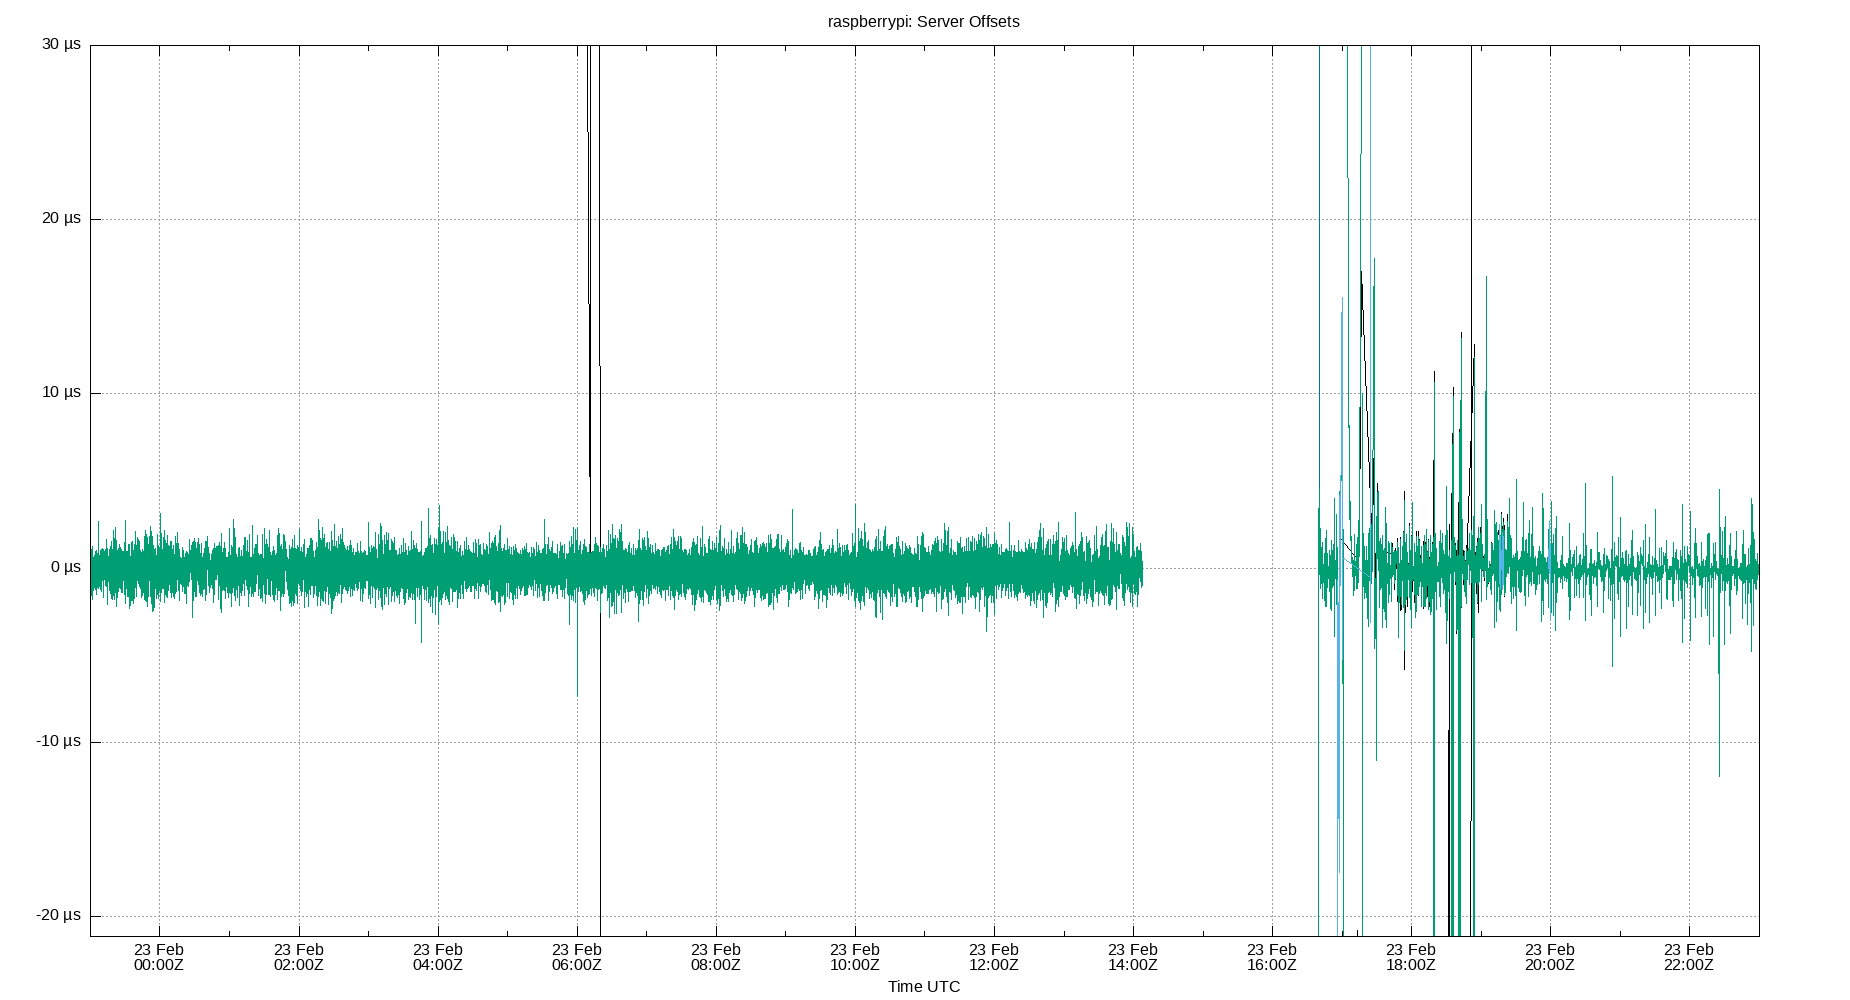 raspberrypi: Server Offsets
30 µs
20 µs
10 µs
0 µs
-10 µs
-20 µs
23 Feb 23 Feb 23 Feb 23 Feb 23 Feb 23 Feb 23 Feb 23 Feb 23 Feb 23 Feb 23 Feb 23 Feb
00:00Z 02:00Z 04:00Z 06:00Z 08:00Z 10:00Z 12:00Z 14:00Z 16:00Z 18:00Z 20:00Z 22:00Z
Time UTC